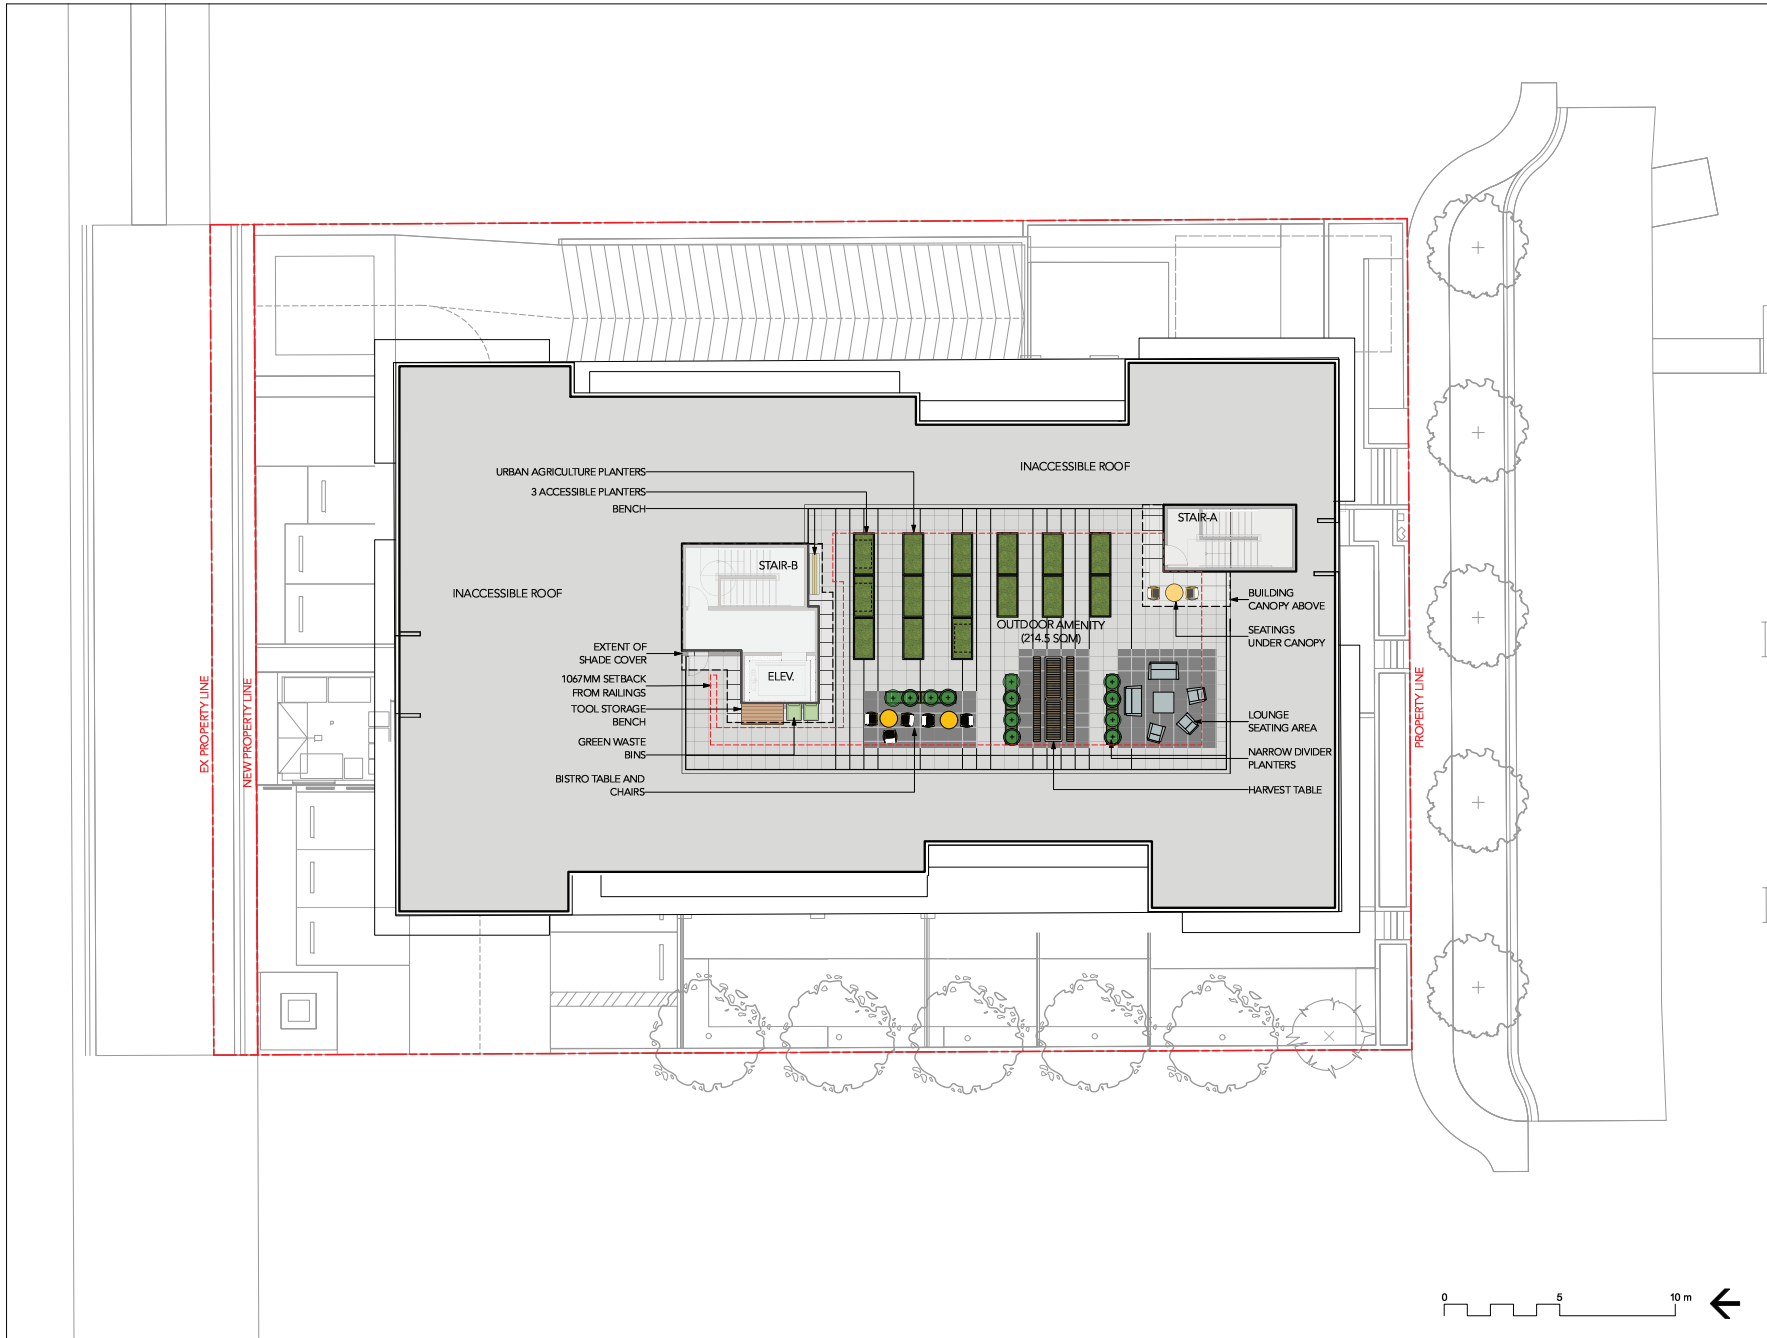 INACCESSIBLE ROOF
URBAN AGRICULTURE PLANTERS
3 ACCESSIBLE PLANTERS
BENCH
STAIR-A
STAIR-B
INACCESSIBLE ROOF
BUILDING
CANOPY ABOVE
OUTDOOR AMENITY
(214.5 SQM)
SEATINGS
UNDER CANOPY
EXTENT OF
SHADE COVER
ELEV.
1067MM SETBACK
FROM RAILINGS
TOOL STORAGE
BENCH
GREEN WASTE
BINS
BISTRO TABLE AND
CHAIRS
LOUNGE
SEATING AREA
NARROW DIVIDER
PLANTERS
HARVEST TABLE
EX PROPERTY LINE
NEW PROPERTY LINE
PROPERTY LINE
0 5 10 m